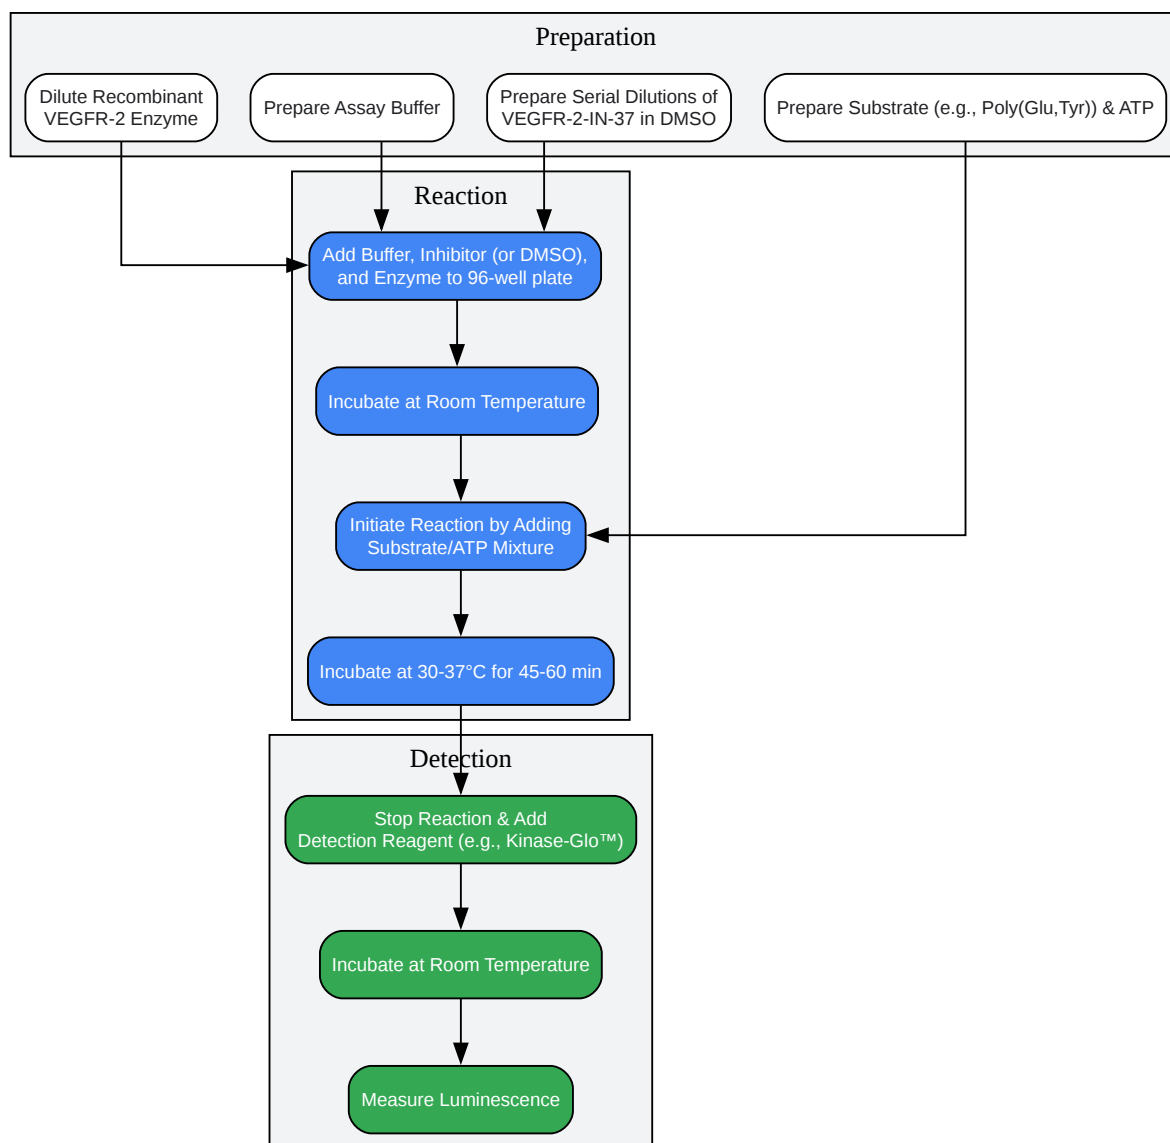 Preparation
Dilute Recombinant
VEGFR-2 Enzyme
Prepare Assay Buffer
Prepare Serial Dilutions of
VEGFR-2-IN-37 in DMSO
Prepare Substrate (e.g., Poly(Glu,Tyr)) & ATP
Reaction
Add Buffer, Inhibitor (or DMSO),
and Enzyme to 96-well plate
Incubate at Room Temperature
Initiate Reaction by Adding
Substrate/ATP Mixture
Incubate at 30-37°C for 45-60 min
Detection
Stop Reaction & Add
Detection Reagent (e.g., Kinase-Glo™)
Incubate at Room Temperature
Measure Luminescence